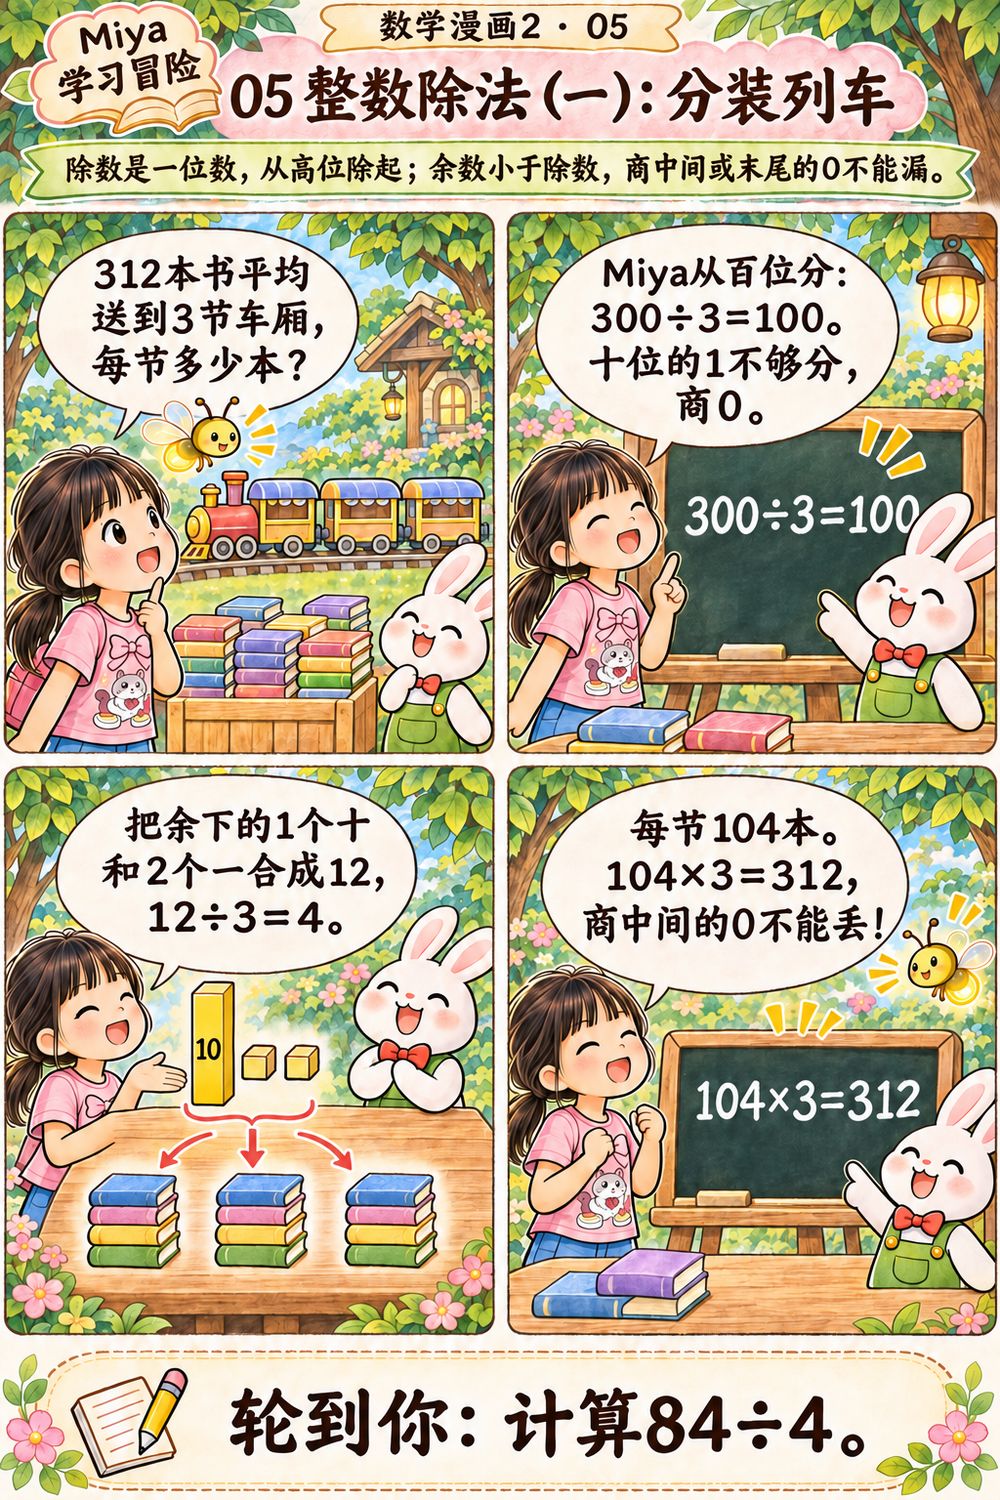 Miya
学习冒险
数学漫画2·05
05整数除法(一):分装列车
除数是一位数,从高位除起;余数小于除数,商中间或末尾的0不能漏。
312本书平均
送到3节车厢,
每节多少本?
Miya从百位分:
300÷3=100。
十位的1不够分,
商0。
300÷3=100
把余下的1个十
和2个一合成12,
12÷3=4。
10
每节104本。
104×3=312,
商中间的0不能丢!
104×3=312
轮到你:计算84÷4。